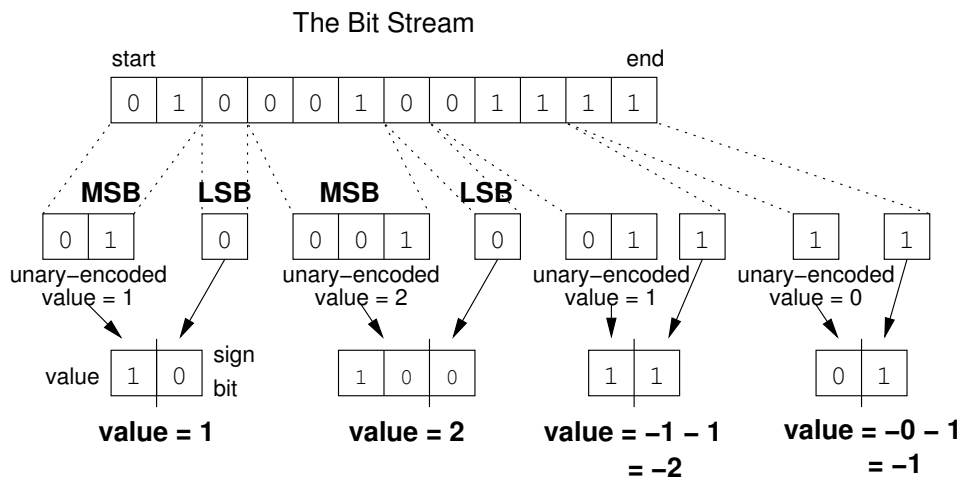 The Bit Stream
start end
0 1 0 0 0 1 0 0 1 1 1 1
MSB LSB MSB LSB
0 1 0 0 0 1 0 0 1 1 1 1
unary−encoded unary−encoded unary−encoded unary−encoded
value = 1 value = 2 value = 1 value = 0
sign
value 1 0 1 0 0 1 1 0 1
bit
value = 1 value = 2 value = −1 − 1 value = −0 − 1
= −2 = −1